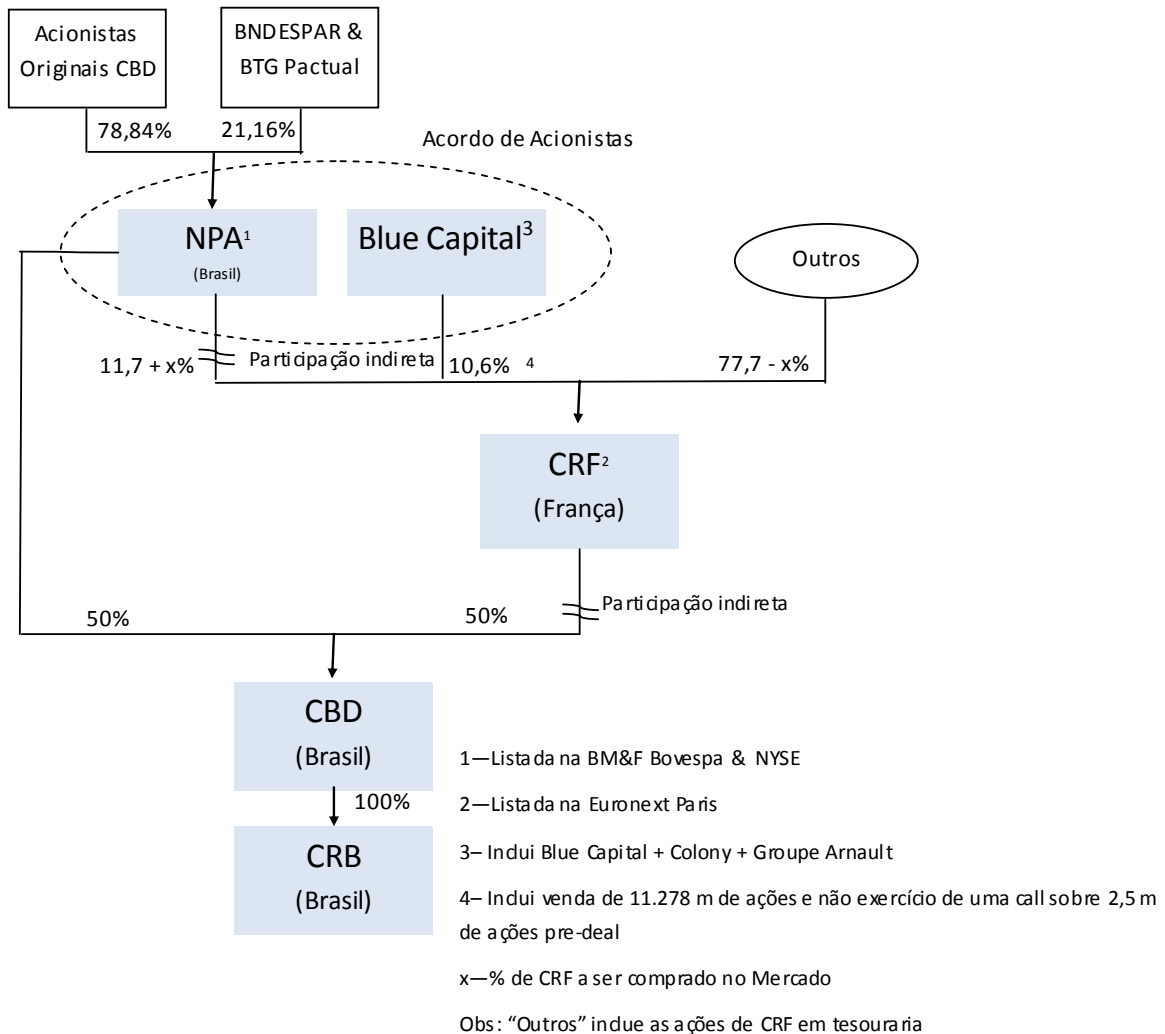 Acionistas
Originais CBD
BNDESPAR &
BTG Pactual
78,84%
21,16%
Acordo de Acionistas
NPA¹
(Brasil)
Blue Capital³
Outros
11,7 + x%
Participação indireta
10,6% ⁴
77,7 - x%
CRF²
(França)
Participação indireta
50%
50%
CBD
(Brasil)
100%
CRB
(Brasil)
1—Listada na BM&F Bovespa & NYSE
2—Listada na Euronext Paris
3– Inclui Blue Capital + Colony + Groupe Arnault
4– Inclui venda de 11.278 m de ações e não exercício de uma call sobre 2,5 m
de ações pre-deal
x—% de CRF a ser comprado no Mercado
Obs: “Outros” inclue as ações de CRF em tesouraria